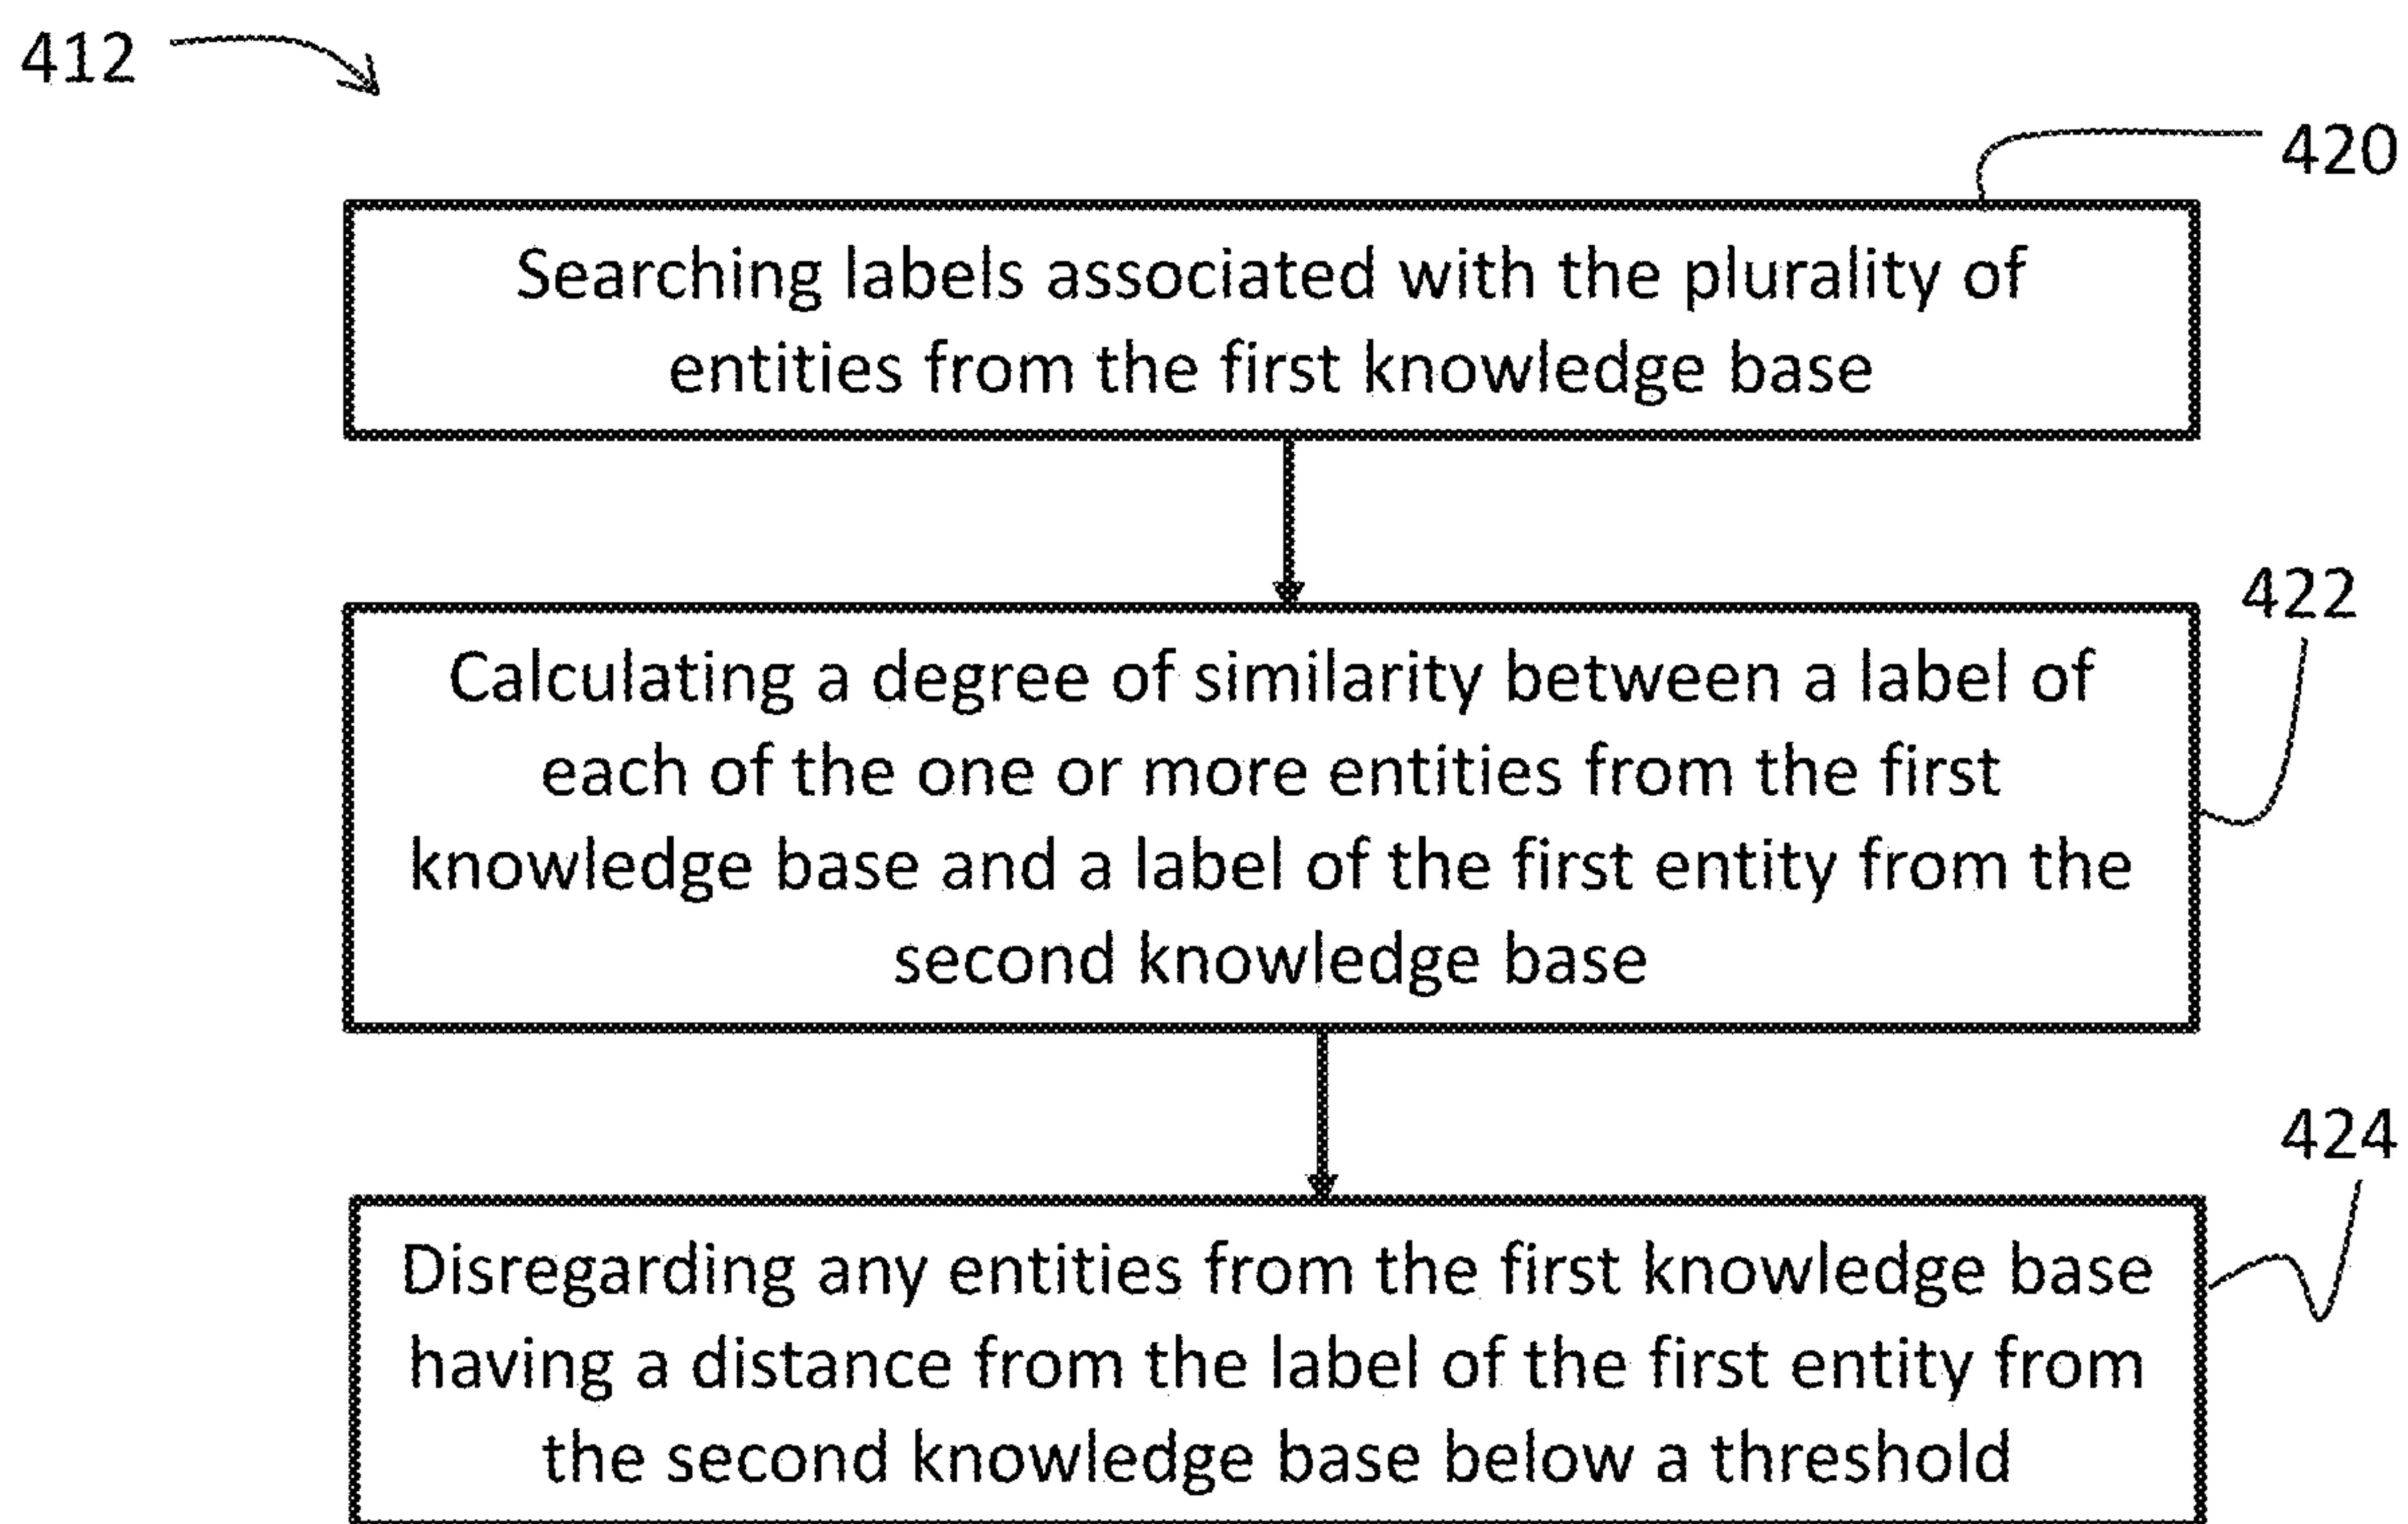 412
420
Searching labels associated with the plurality of
entities from the first knowledge base
422
Calculating a degree of similarity between a label of
each of the one or more entities from the first
knowledge base and a label of the first entity from the
second knowledge base
424
Disregarding any entities from the first knowledge base
having a distance from the label of the first entity from
the second knowledge base below a threshold